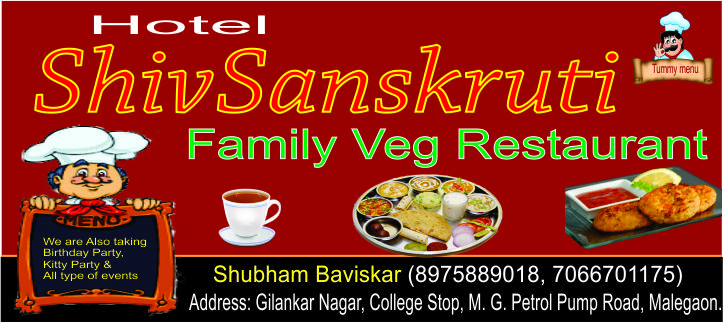 Hotel
ShivSanskruti
Tummy menu
Family Veg Restaurant
MENU
We are Also taking
Birthday Party,
Kitty Party &
All type of events
Shubham Baviskar (8975889018, 7066701175)
Address: Gilankar Nagar, College Stop, M. G. Petrol Pump Road, Malegaon.